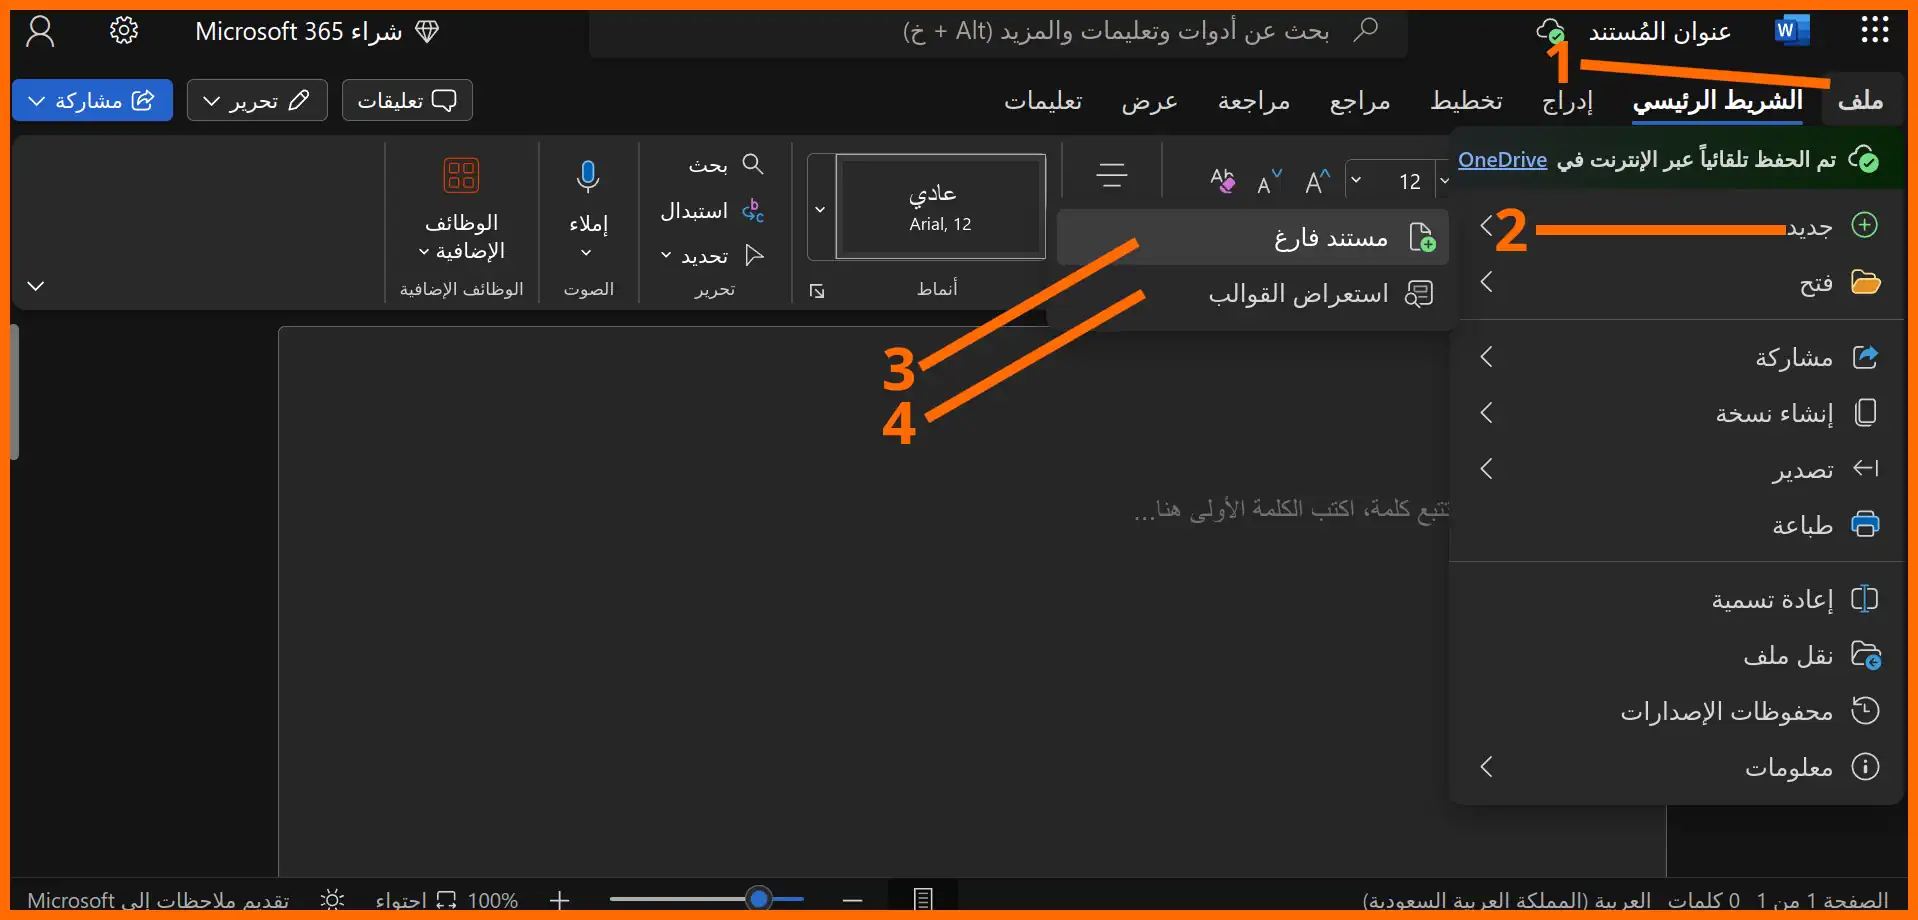 عنوان المُستند
بحث عن أدوات وتعليمات والمزيد (Alt + خ)
شراء Microsoft 365
1
ملف
الشريط الرئيسي
إدراج
تخطيط
مراجع
مراجعة
عرض
تعليمات
تعليقات
تحرير
مشاركة
تم الحفظ تلقائياً عبر الإنترنت في OneDrive
12
عادي
Arial, 12
أنماط
بحث
استبدال
تحديد
تحرير
إملاء
الصوت
الوظائف
الإضافية
الوظائف الإضافية
جديد
2
فتح
مستند فارغ
استعراض القوالب
3
4
مشاركة
إنشاء نسخة
تصدير
طباعة
إعادة تسمية
نقل ملف
محفوظات الإصدارات
معلومات
تتبع كلمة، اكتب الكلمة الأولى هنا...
الصفحة 1 من 1
0 كلمات
العربية (المملكة العربية السعودية)
100%
احتواء
تقديم ملاحظات إلى Microsoft